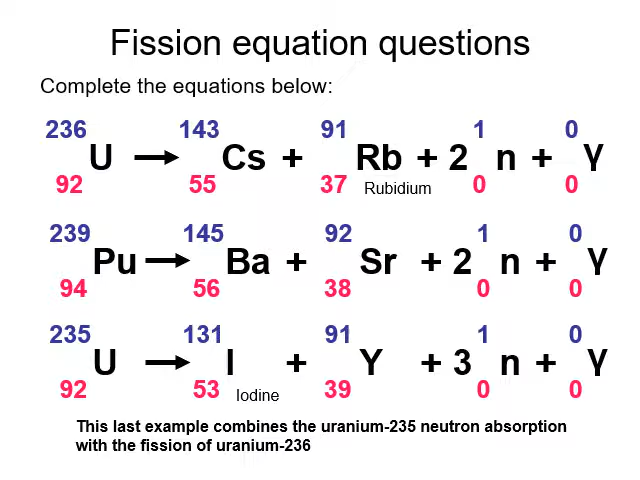 Fission equation questions
Complete the equations below:
236 143 91 1 0
U → Cs + Rb + 2 n + γ
92 55 37 Rubidium 0 0
239 145 92 1 0
Pu → Ba + Sr + 2 n + γ
94 56 38 0 0
235 131 91 1 0
U → I + Y + 3 n + γ
92 53 Iodine 39 0 0
This last example combines the uranium-235 neutron absorption
with the fission of uranium-236